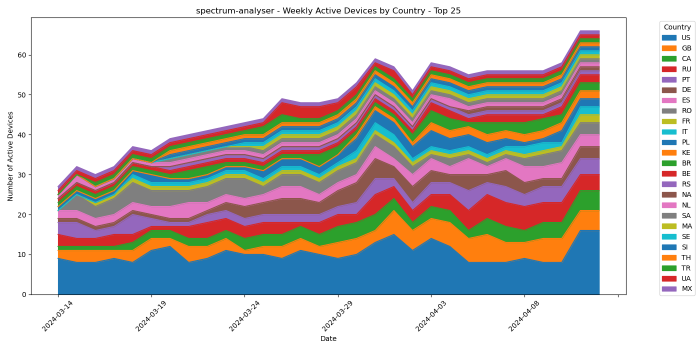 spectrum-analyser - Weekly Active Devices by Country - Top 25
Number of Active Devices
60
50
40
30
20
10
0
2024-03-14
2024-03-19
2024-03-24
2024-03-29
2024-04-03
2024-04-08
Date
Country
US
GB
CA
RU
PT
DE
ES
RO
FR
IT
PL
KE
BR
BE
RS
NA
NL
SA
MA
SE
SI
TH
TR
UA
MX